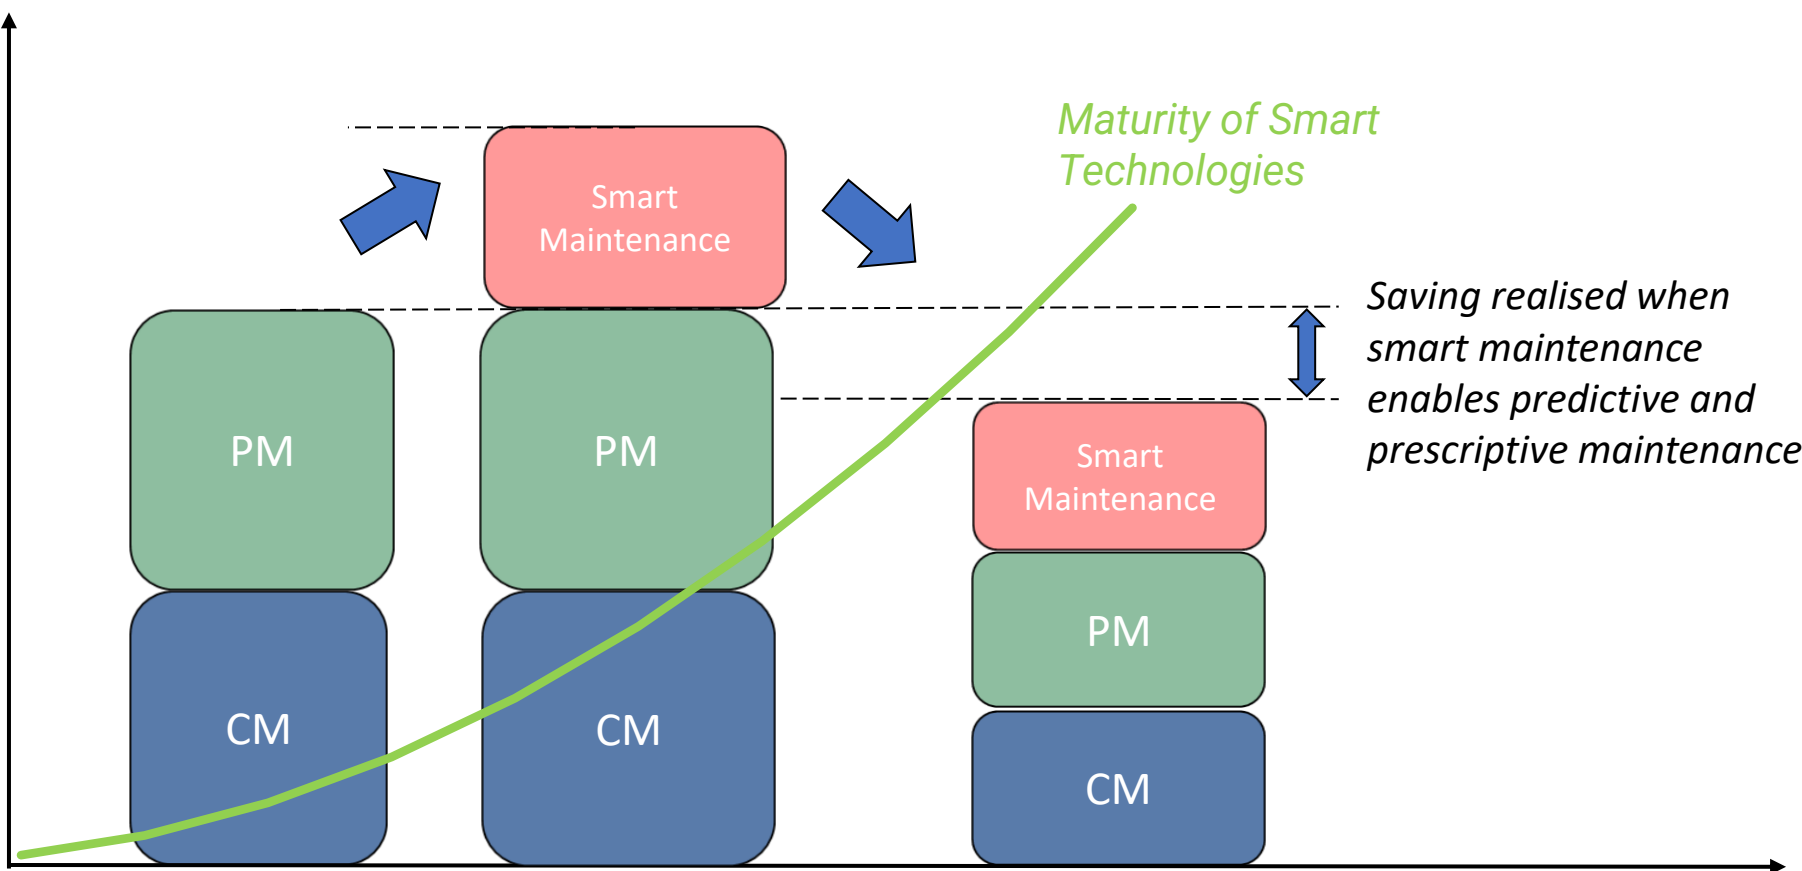 Maturity of Smart
Technologies
Smart
Maintenance
Saving realised when
smart maintenance
enables predictive and
prescriptive maintenance
PM
PM
Smart
Maintenance
PM
CM
CM
CM